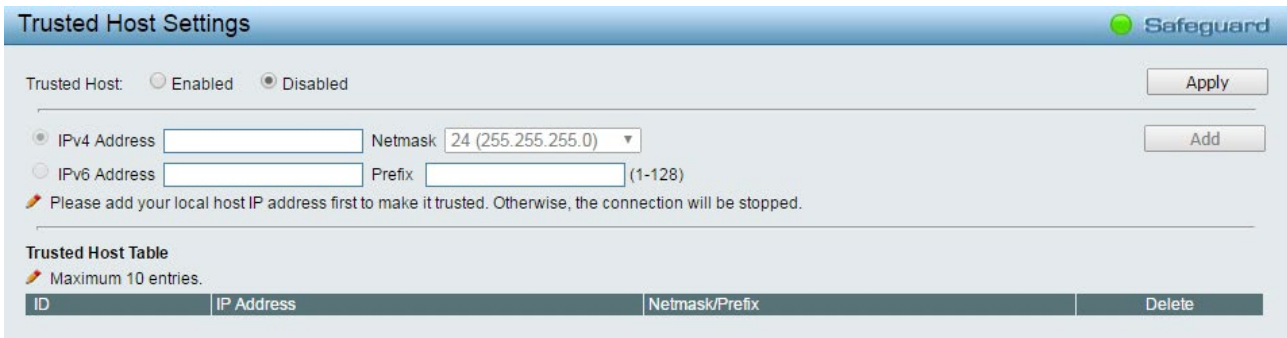 Trusted Host Settings Safeguard
Trusted Host: Enabled Disabled Apply
IPv4 Address Netmask 24 (255.255.255.0) Add
IPv6 Address Prefix (1-128)
Please add your local host IP address first to make it trusted. Otherwise, the connection will be stopped.
Trusted Host Table
Maximum 10 entries.
ID IP Address Netmask/Prefix Delete